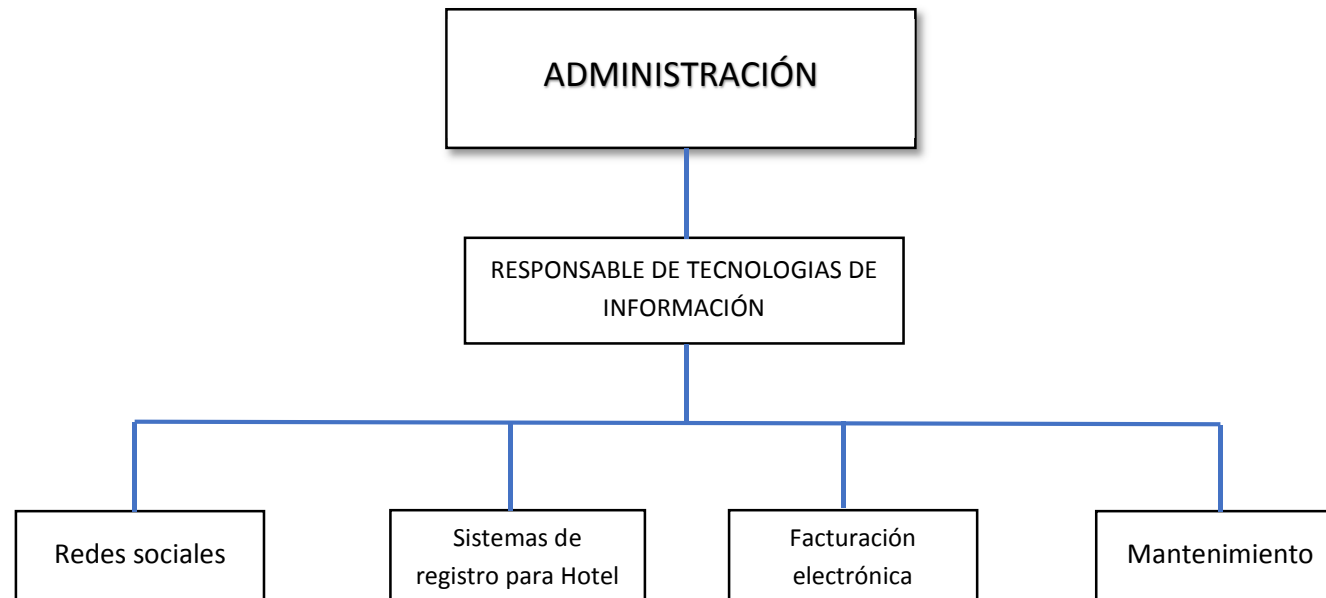 ADMINISTRACIÓN
RESPONSABLE DE TECNOLOGIAS DE
INFORMACIÓN
Redes sociales
Sistemas de
registro para Hotel
Facturación
electrónica
Mantenimiento